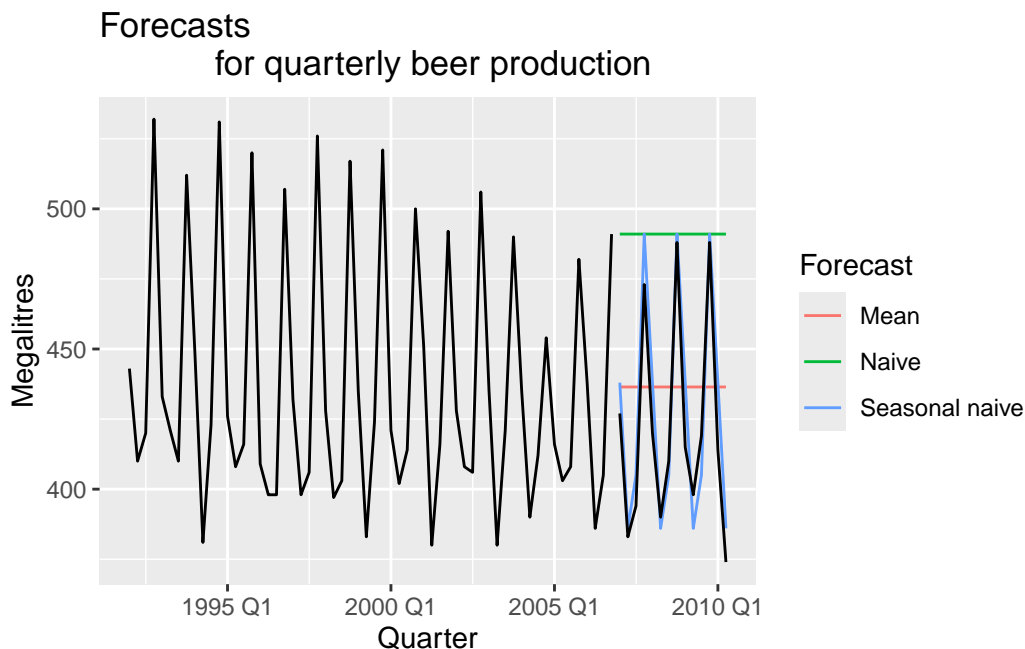 Forecasts
for quarterly beer production
Megalitres
500
450
400
1995 Q1
2000 Q1
2005 Q1
2010 Q1
Quarter
Forecast
Mean
Naive
Seasonal naive